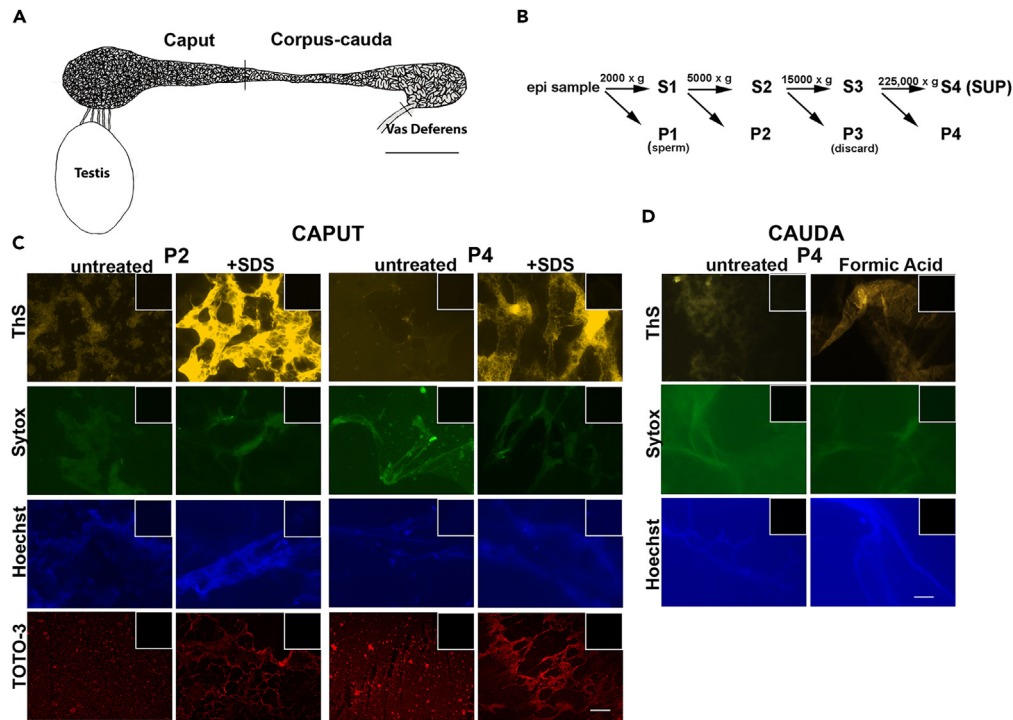 A
Caput
Corpus-cauda
Vas Deferens
Testis
B
2000 x g
5000 x g
15000 x g
225,000 x g
epi sample
S1
S2
S3
S4 (SUP)
P1
P2
P3
P4
(sperm)
(discard)
C
CAPUT
P2
P4
untreated
+SDS
untreated
+SDS
ThS
Sytox
Hoechst
TOTO-3
D
CAUDA
P4
untreated
Formic Acid
ThS
Sytox
Hoechst